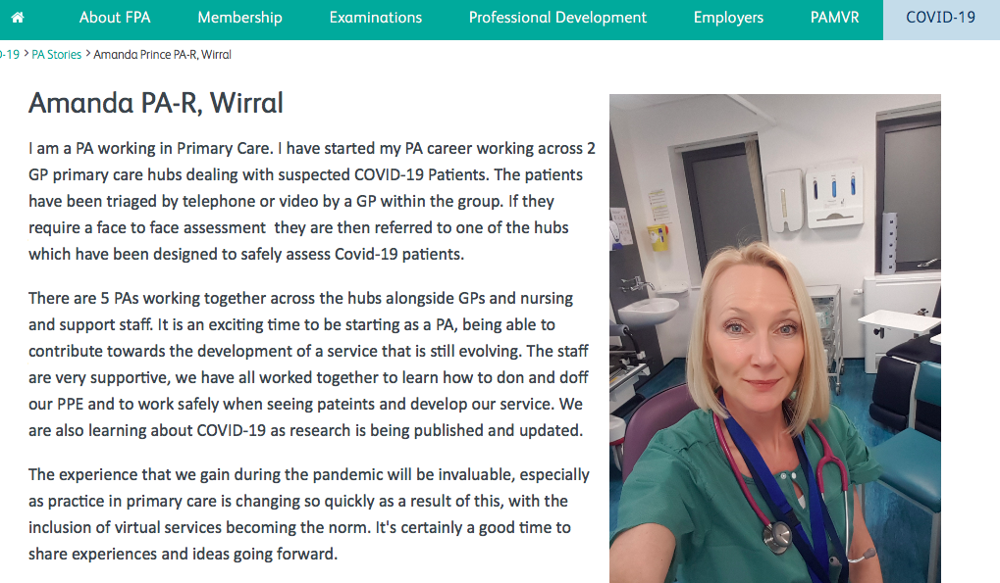 About FPA Membership Examinations Professional Development Employers PAMVR COVID-19
-19 > PA Stories > Amanda Prince PA-R, Wirral
Amanda PA-R, Wirral
I am a PA working in Primary Care. I have started my PA career working across 2
GP primary care hubs dealing with suspected COVID-19 Patients. The patients
have been triaged by telephone or video by a GP within the group. If they
require a face to face assessment they are then referred to one of the hubs
which have been designed to safely assess Covid-19 patients.
There are 5 PAs working together across the hubs alongside GPs and nursing
and support staff. It is an exciting time to be starting as a PA, being able to
contribute towards the development of a service that is still evolving. The staff
are very supportive, we have all worked together to learn how to don and doff
our PPE and to work safely when seeing pateints and develop our service. We
are also learning about COVID-19 as research is being published and updated.
The experience that we gain during the pandemic will be invaluable, especially
as practice in primary care is changing so quickly as a result of this, with the
inclusion of virtual services becoming the norm. It's certainly a good time to
share experiences and ideas going forward.